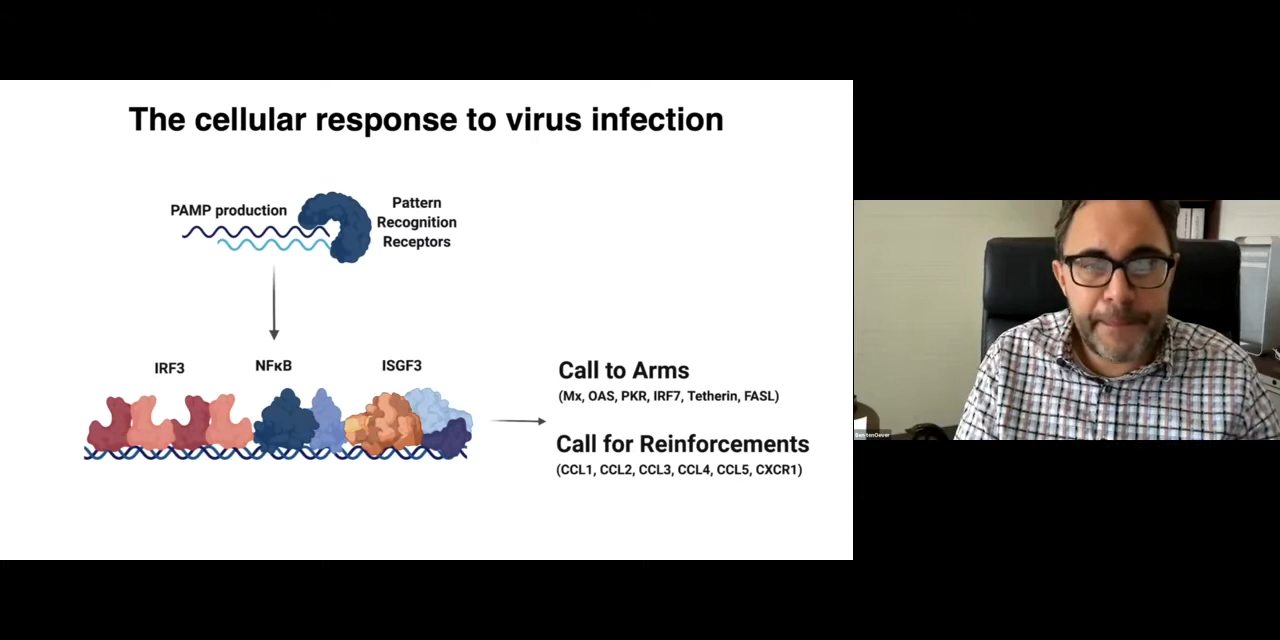 The cellular response to virus infection
PAMP production
Pattern
Recognition
Receptors
IRF3
NFκB
ISGF3
Call to Arms
(Mx, OAS, PKR, IRF7, Tetherin, FASL)
Call for Reinforcements
(CCL1, CCL2, CCL3, CCL4, CCL5, CXCR1)